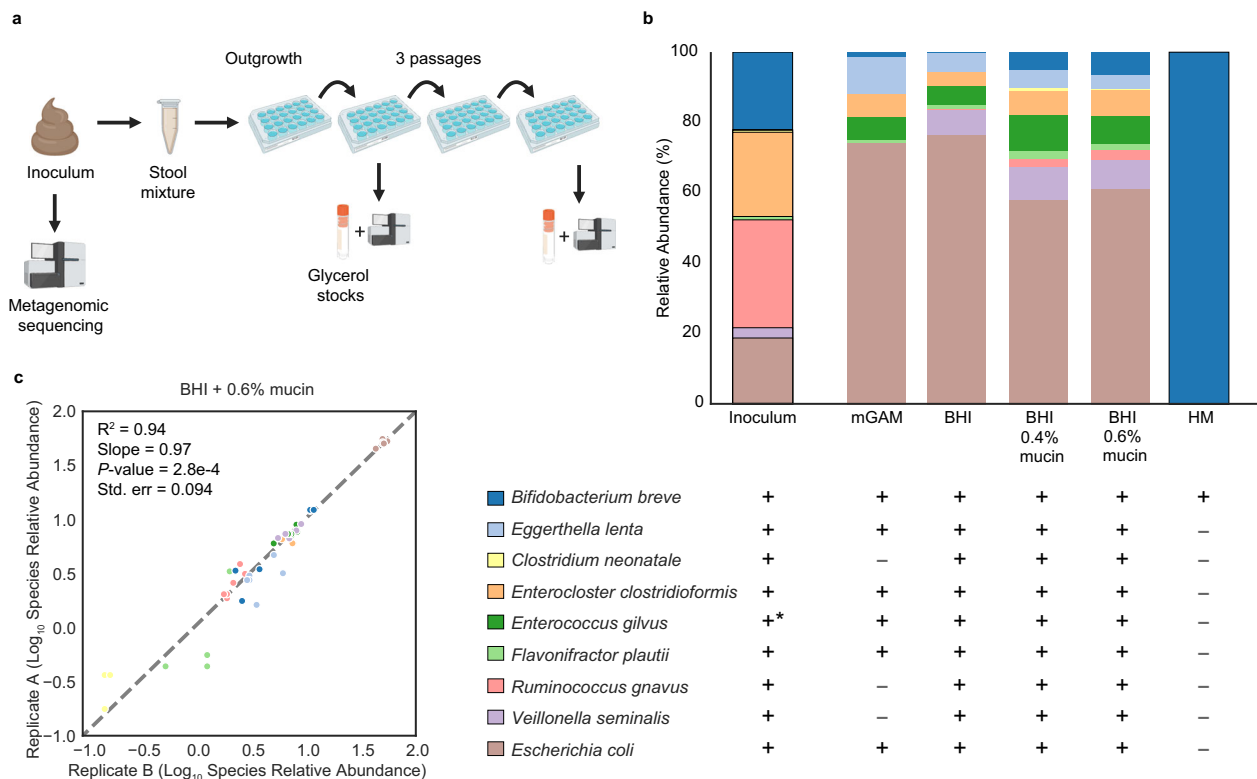 a
Outgrowth
3 passages
Inoculum
Stool
mixture
Metagenomic
sequencing
+
Glycerol
stocks
+
b
Relative Abundance (%)
100
80
60
40
20
0
Inoculum
mGAM
BHI
BHI
0.4%
mucin
BHI
0.6%
mucin
HM
Bifidobacterium breve + + + + + +
Eggerthella lenta + + + + + –
Clostridium neonatale + – + + + –
Enterocloster clostridioformis + + + + + –
Enterococcus gilvus +* + + + + –
Flavonifractor plautii + + + + + –
Ruminococcus gnavus + – + + + –
Veillonella seminalis + – + + + –
Escherichia coli + + + + + –
c
BHI + 0.6% mucin
R² = 0.94
Slope = 0.97
P-value = 2.8e-4
Std. err = 0.094
Replicate A (Log₁₀ Species Relative Abundance)
2.0
1.5
1.0
0.5
0.0
−0.5
−1.0
−1.0 −0.5 0.0 0.5 1.0 1.5 2.0
Replicate B (Log₁₀ Species Relative Abundance)